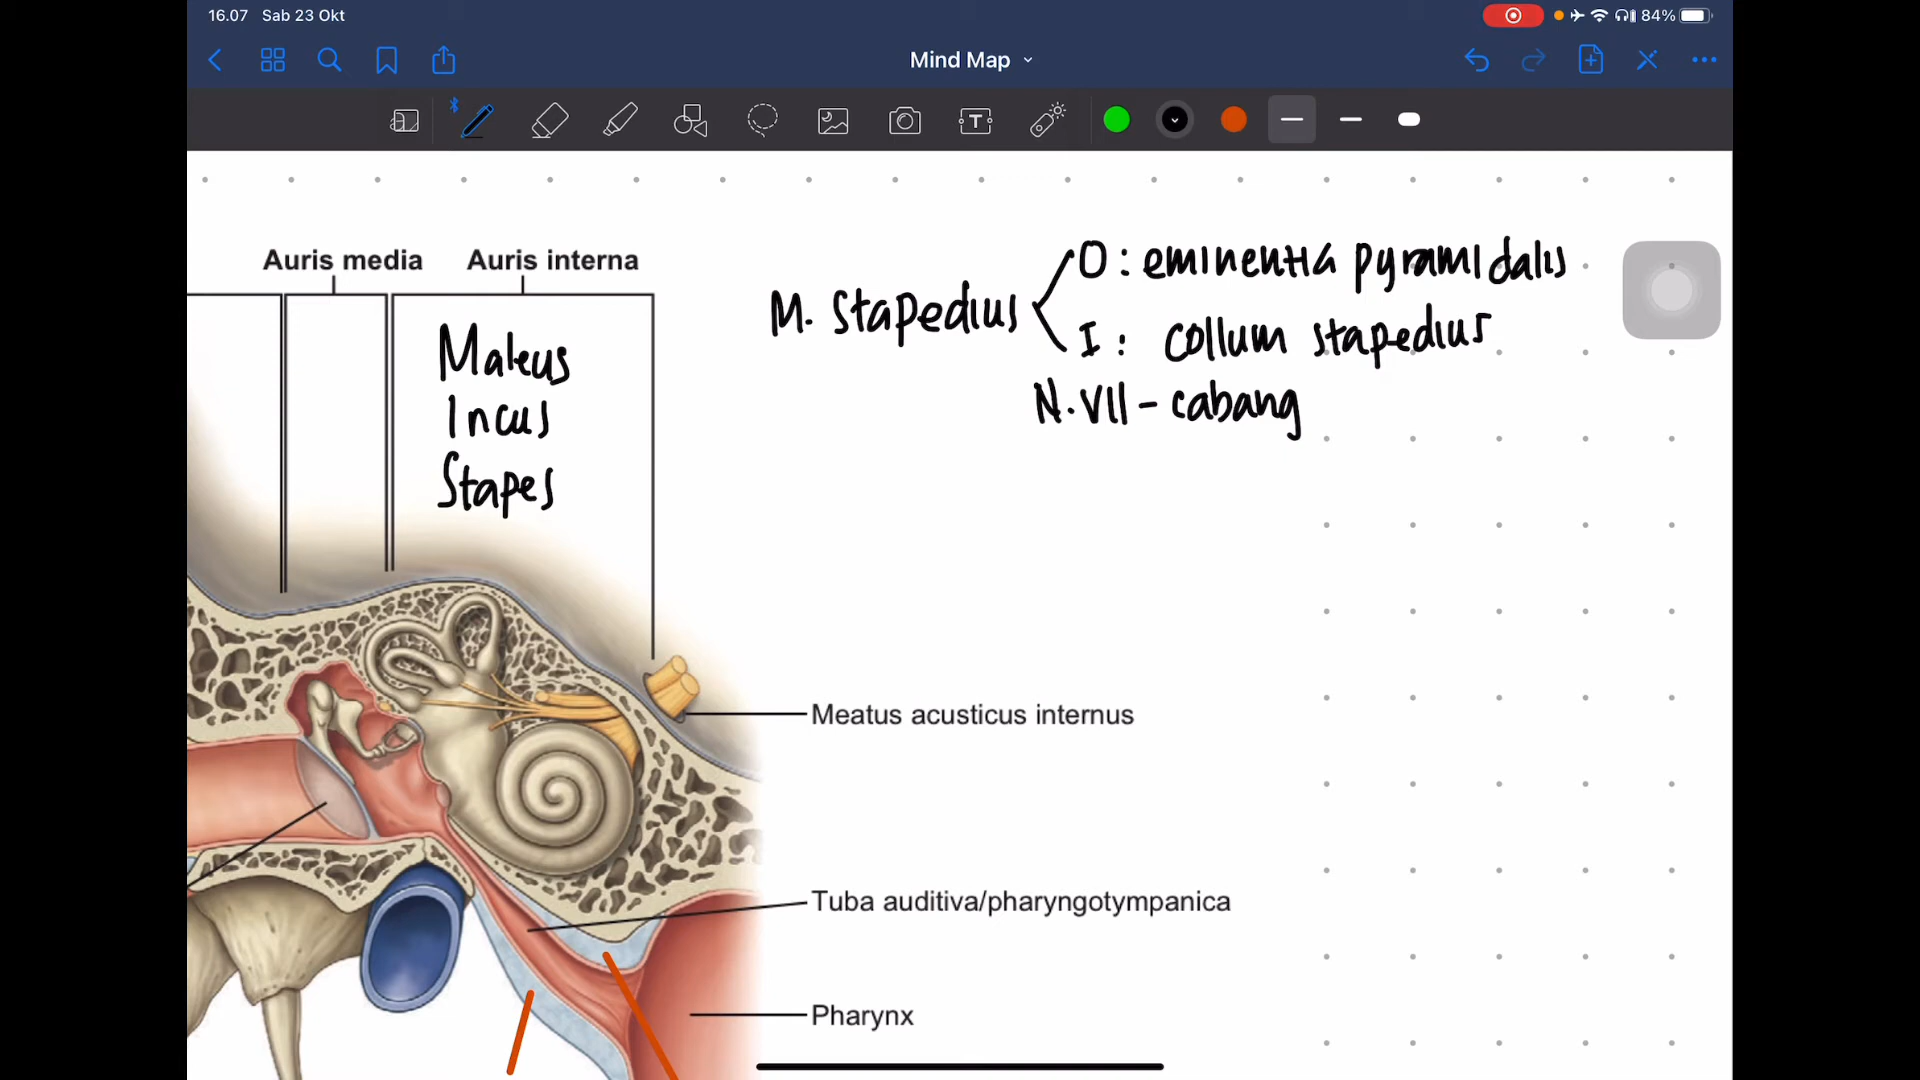 16.07 Sab 23 Okt
84%
Mind Map
Auris media
Auris interna
Maleus
Incus
Stapes
M. Stapedius
O : eminentia pyramidalis
I : collum stapedius
N.VII - cabang
Meatus acusticus internus
Tuba auditiva/pharyngotympanica
Pharynx